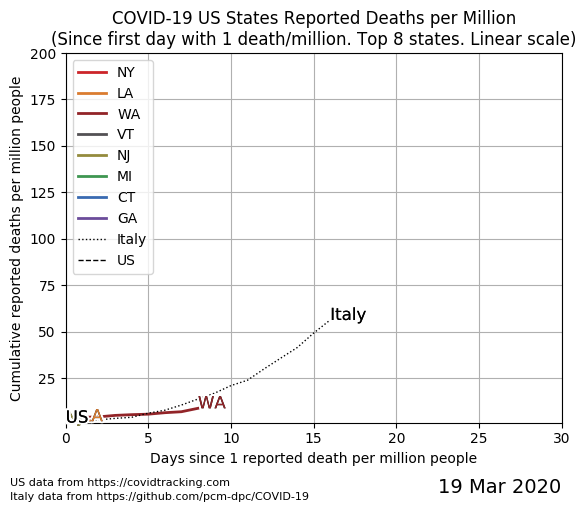 COVID-19 US States Reported Deaths per Million
(Since first day with 1 death/million. Top 8 states. Linear scale)
Cumulative reported deaths per million people
200
175
150
125
100
75
50
25
NY
LA
WA
VT
NJ
MI
CT
GA
Italy
US
Italy
WA
US
A
0
5
10
15
20
25
30
Days since 1 reported death per million people
US data from https://covidtracking.com
Italy data from https://github.com/pcm-dpc/COVID-19
19 Mar 2020